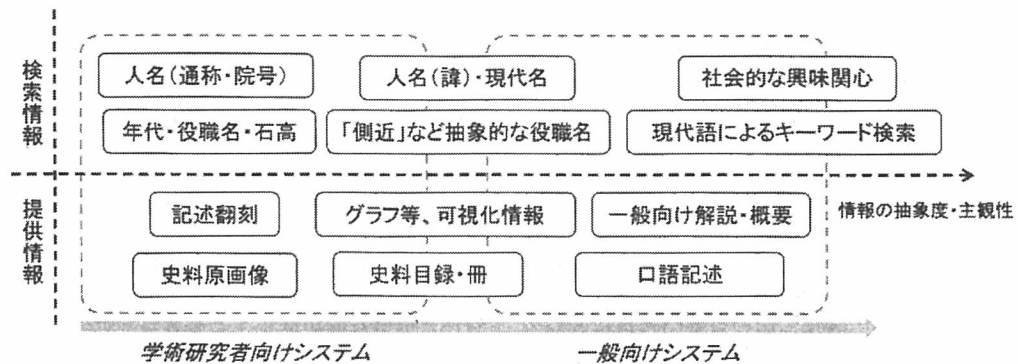 検索情報
人名(通称・院号)
人名(諱)・現代名
社会的な興味関心
年代・役職名・石高
「側近」など抽象的な役職名
現代語によるキーワード検索
提供情報
記述翻刻
グラフ等、可視化情報
一般向け解説・概要
情報の抽象度・主観性
史料原画像
史料目録・冊
口語記述
学術研究者向けシステム
一般向けシステム